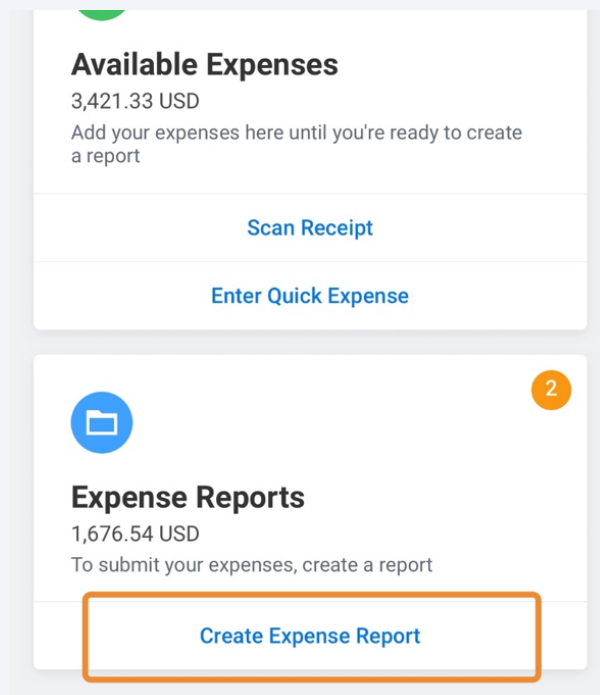 Available Expenses
3,421.33 USD
Add your expenses here until you're ready to create
a report
Scan Receipt
Enter Quick Expense
2
Expense Reports
1,676.54 USD
To submit your expenses, create a report
Create Expense Report